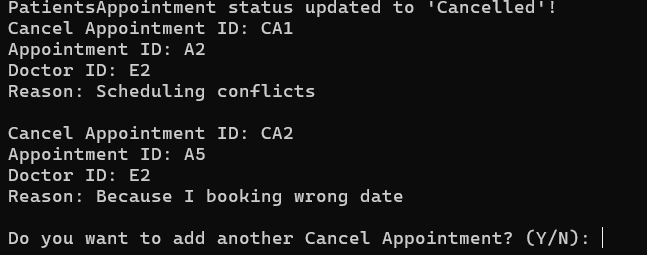 PatientsAppointment status updated to 'Cancelled'!
Cancel Appointment ID: CA1
Appointment ID: A2
Doctor ID: E2
Reason: Scheduling conflicts
Cancel Appointment ID: CA2
Appointment ID: A5
Doctor ID: E2
Reason: Because I booking wrong date
Do you want to add another Cancel Appointment? (Y/N):